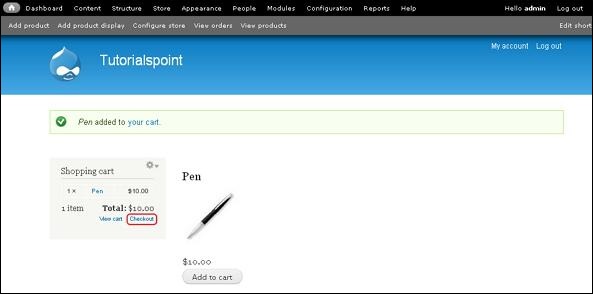 Dashboard Content Structure Store Appearance People Modules Configuration Reports Help Hello admin Log out
Add product Add product display Configure store View orders View products Edit short
My account Log out
Tutorialspoint
Pen added to your cart.
Shopping cart
1 × Pen $10.00
1 item Total: $10.00
View cart Checkout
Pen
$10.00
Add to cart